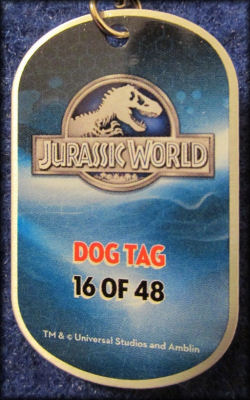 JURASSIC WORLD
DOG TAG
16 OF 48
TM & © Universal Studios and Amblin